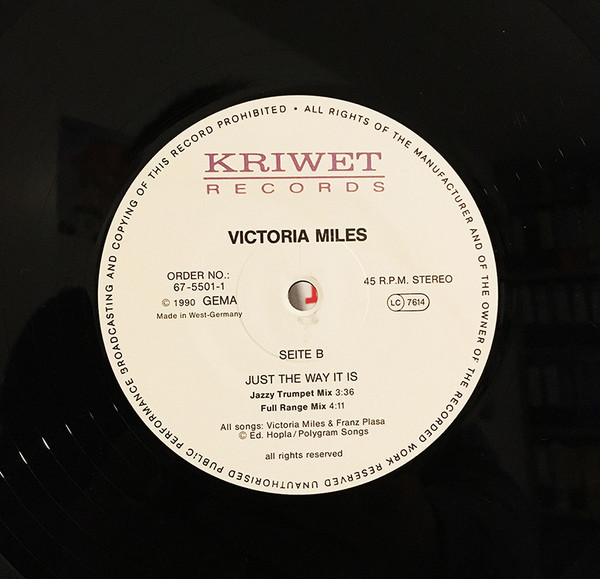 ALL RIGHTS OF THE MANUFACTURER AND OF THE OWNER OF THE RECORDED WORK RESERVED UNAUTHORISED PUBLIC PERFORMANCE BROADCASTING AND COPYING OF THIS RECORD PROHIBITED •
KRIWET
RECORDS
VICTORIA MILES
ORDER NO.:
67-5501-1
℗ 1990 GEMA
Made in West-Germany
45 R.P.M. STEREO
LC 7614
SEITE B
JUST THE WAY IT IS
Jazzy Trumpet Mix 3:36
Full Range Mix 4:11
All songs: Victoria Miles & Franz Plasa
© Ed. Hopla/Polygram Songs
all rights reserved